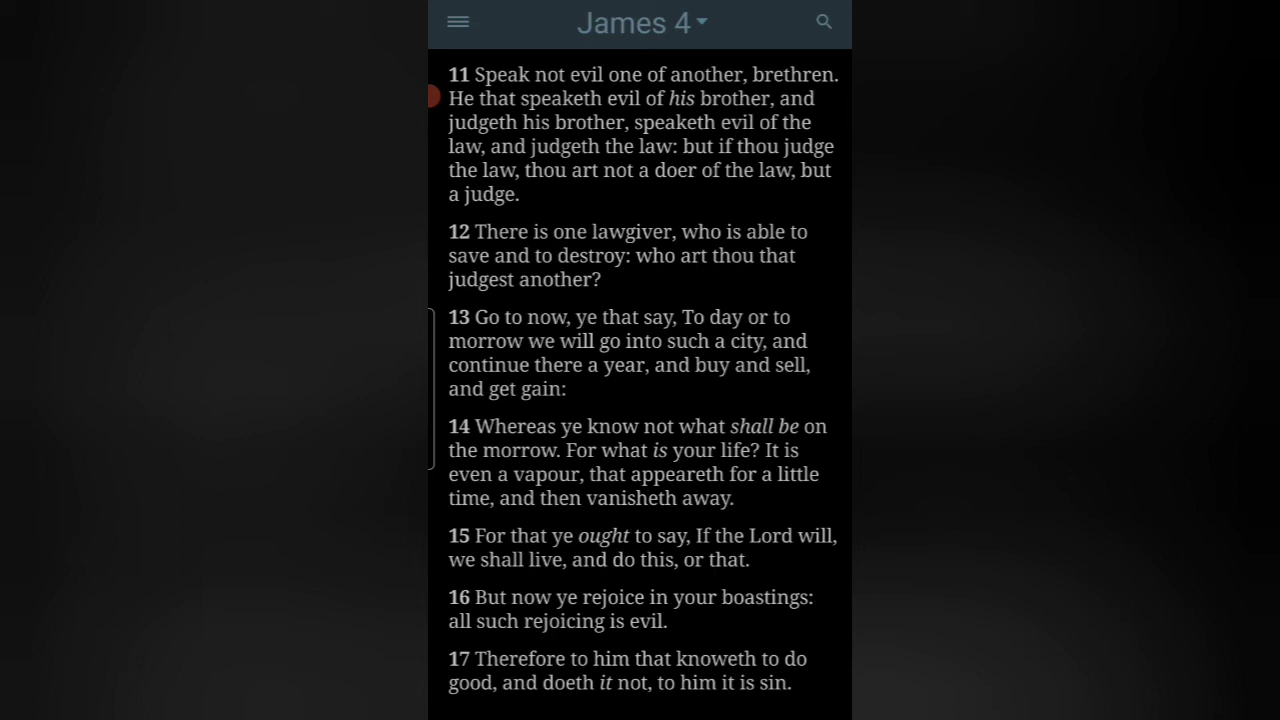 James 4
11 Speak not evil one of another, brethren.
He that speaketh evil of his brother, and
judgeth his brother, speaketh evil of the
law, and judgeth the law: but if thou judge
the law, thou art not a doer of the law, but
a judge.
12 There is one lawgiver, who is able to
save and to destroy: who art thou that
judgest another?
13 Go to now, ye that say, To day or to
morrow we will go into such a city, and
continue there a year, and buy and sell,
and get gain:
14 Whereas ye know not what shall be on
the morrow. For what is your life? It is
even a vapour, that appeareth for a little
time, and then vanisheth away.
15 For that ye ought to say, If the Lord will,
we shall live, and do this, or that.
16 But now ye rejoice in your boastings:
all such rejoicing is evil.
17 Therefore to him that knoweth to do
good, and doeth it not, to him it is sin.